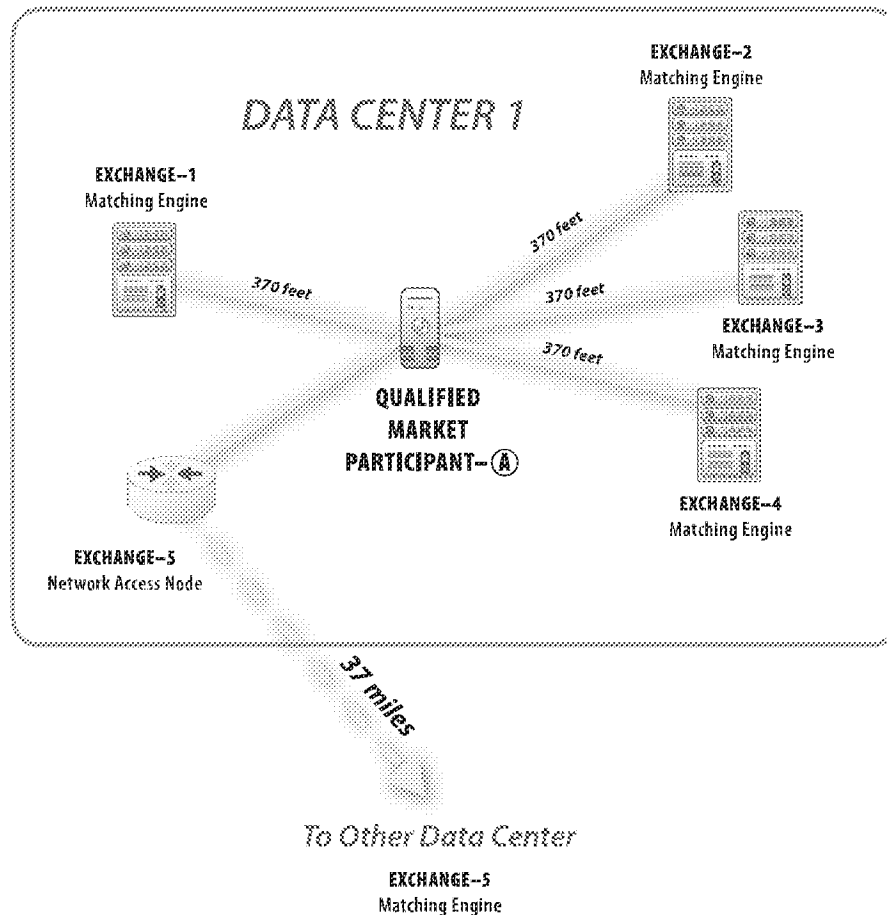 EXCHANGE--2
Matching Engine
DATA CENTER 1
EXCHANGE--1
Matching Engine
370 feet
370 feet
370 feet
EXCHANGE--3
Matching Engine
370 feet
QUALIFIED
MARKET
PARTICIPANT--A
EXCHANGE--4
Matching Engine
EXCHANGE--5
Network Access Node
37 miles
To Other Data Center
EXCHANGE--5
Matching Engine